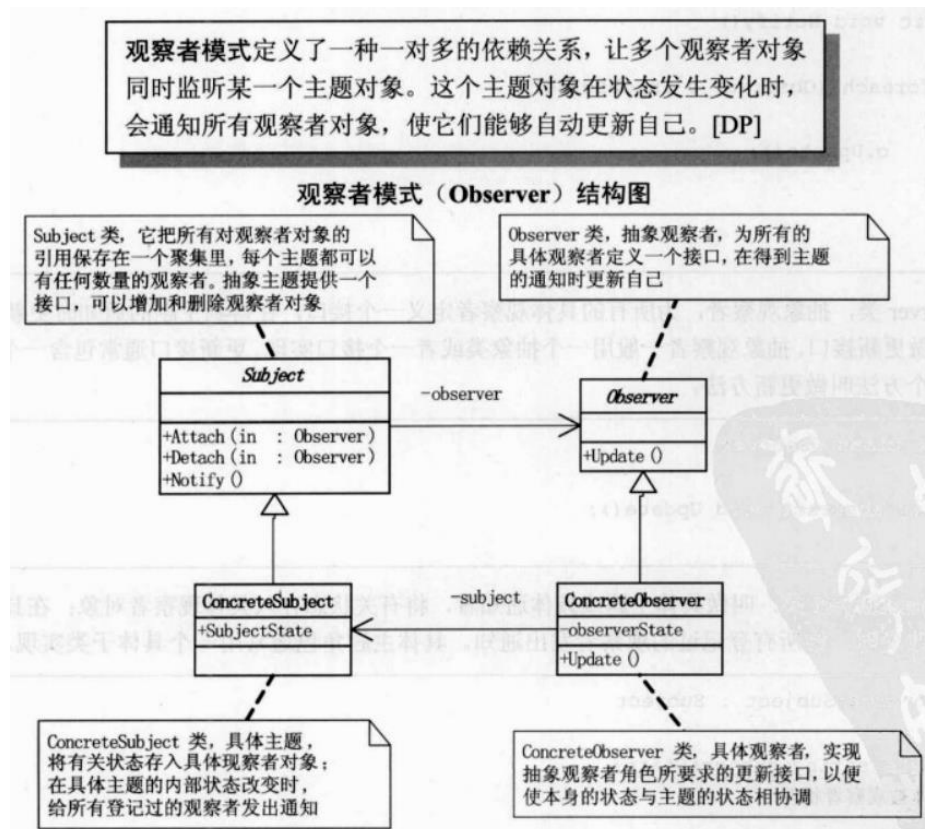 观察者模式定义了一种一对多的依赖关系，让多个观察者对象
同时监听某一个主题对象。这个主题对象在状态发生变化时，
会通知所有观察者对象，使它们能够自动更新自己。[DP]
观察者模式（Observer）结构图
Subject 类，它把所有对观察者对象的
引用保存在一个聚集里，每个主题都可以
有任何数量的观察者。抽象主题提供一个
接口，可以增加和删除观察者对象
Observer 类，抽象观察者，为所有的
具体观察者定义一个接口，在得到主题
的通知时更新自己
Subject
+Attach(in : Observer)
+Detach(in : Observer)
+Notify()
-observer
Observer
+Update()
ConcreteSubject
+SubjectState
-subject
ConcreteObserver
-observerState
+Update()
ConcreteSubject 类，具体主题，
将有关状态存入具体观察者对象；
在具体主题的内部状态改变时，
给所有登记过的观察者发出通知
ConcreteObserver 类，具体观察者，实现
抽象观察者角色所要求的更新接口，以便
使本身的状态与主题的状态相协调